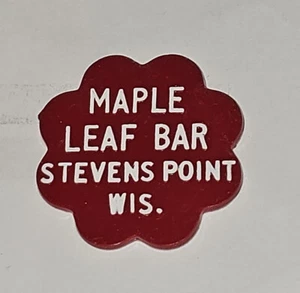 MAPLE
LEAF BAR
STEVENS POINT
WIS.